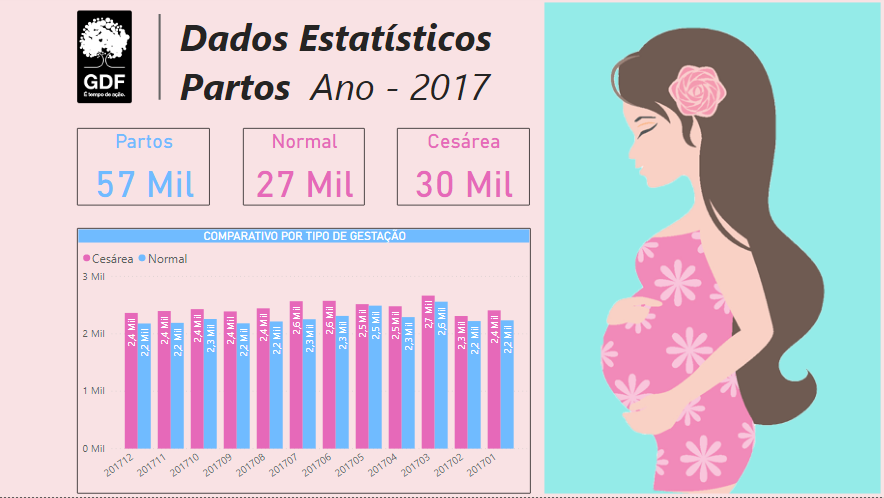 GDF
É tempo de ação.
Dados Estatísticos
Partos Ano - 2017
Partos
57 Mil
Normal
27 Mil
Cesárea
30 Mil
COMPARATIVO POR TIPO DE GESTAÇÃO
Cesárea Normal
3 Mil
2 Mil
1 Mil
0 Mil
2,4 Mil 2,2 Mil 2,4 Mil 2,2 Mil 2,4 Mil 2,3 Mil 2,4 Mil 2,2 Mil 2,4 Mil 2,2 Mil 2,6 Mil 2,3 Mil 2,6 Mil 2,3 Mil 2,5 Mil 2,5 Mil 2,5 Mil 2,3 Mil 2,7 Mil 2,6 Mil 2,3 Mil 2,2 Mil 2,4 Mil 2,2 Mil
201712 201711 201710 201709 201708 201707 201706 201705 201704 201703 201702 201701